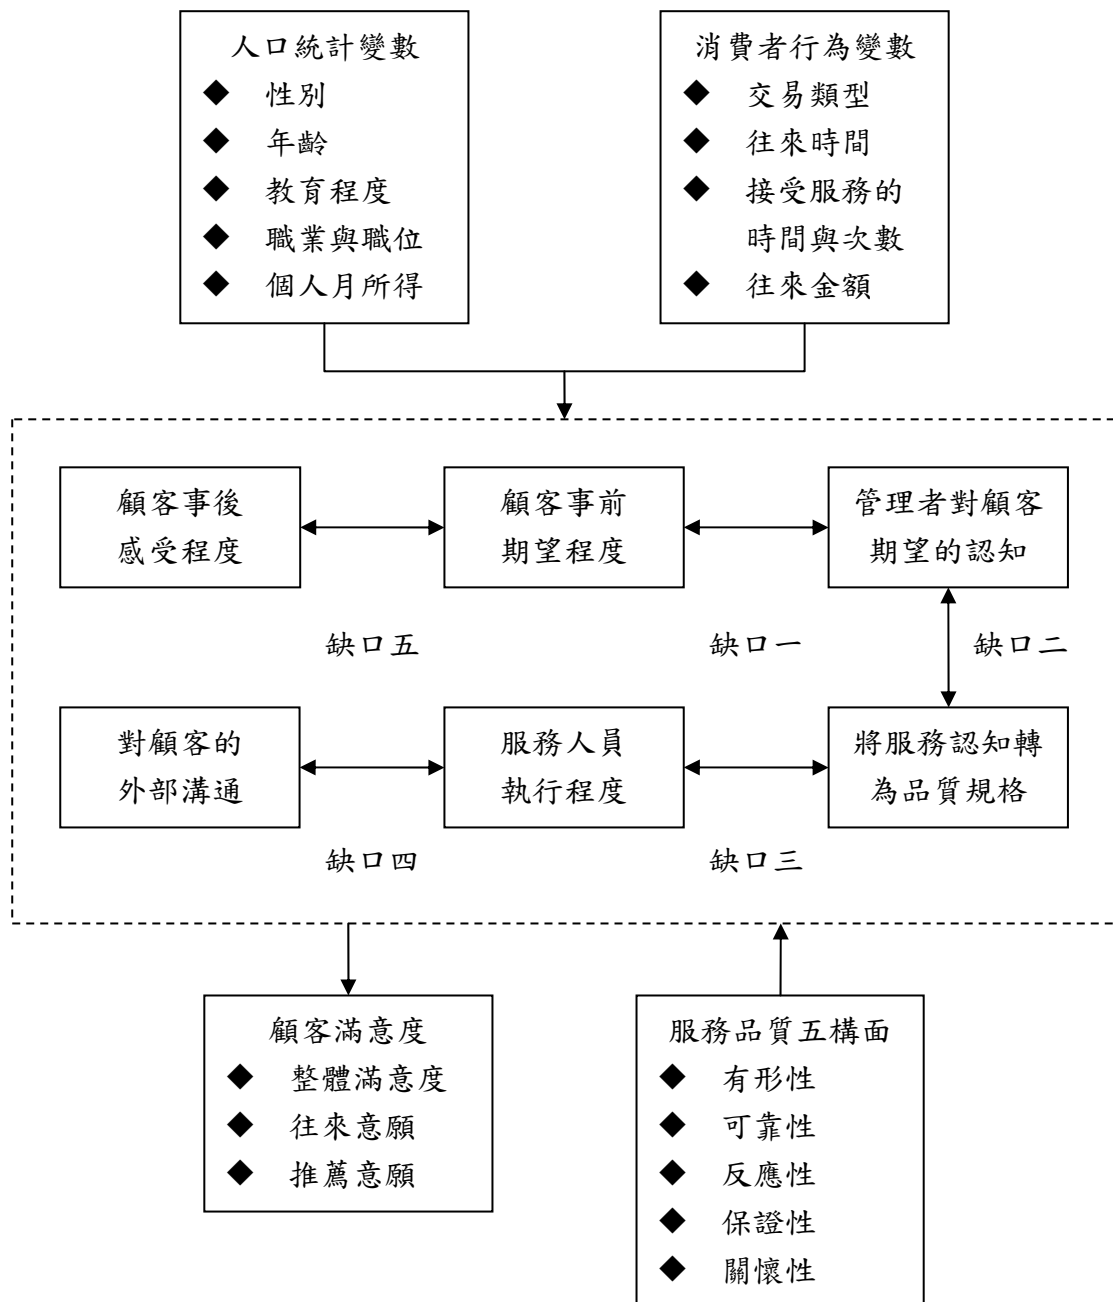 人口統計變數
◆ 性別
◆ 年齡
◆ 教育程度
◆ 職業與職位
◆ 個人月所得
消費者行為變數
◆ 交易類型
◆ 往來時間
◆ 接受服務的
時間與次數
◆ 往來金額
顧客事後
感受程度
顧客事前
期望程度
管理者對顧客
期望的認知
缺口五
缺口一
缺口二
對顧客的
外部溝通
服務人員
執行程度
將服務認知轉
為品質規格
缺口四
缺口三
顧客滿意度
◆ 整體滿意度
◆ 往來意願
◆ 推薦意願
服務品質五構面
◆ 有形性
◆ 可靠性
◆ 反應性
◆ 保證性
◆ 關懷性